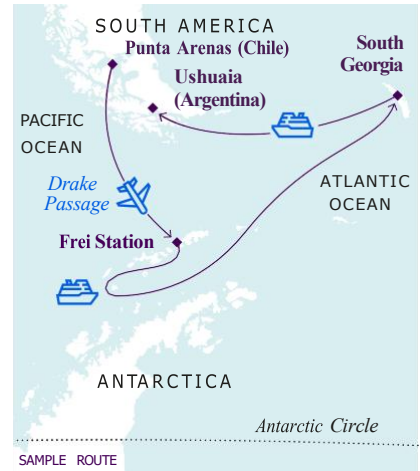 SOUTH AMERICA
Punta Arenas (Chile)
South
Georgia
Ushuaia
(Argentina)
PACIFIC
OCEAN
Drake
Passage
ATLANTIC
OCEAN
Frei Station
ANTARCTICA
Antarctic Circle
SAMPLE ROUTE